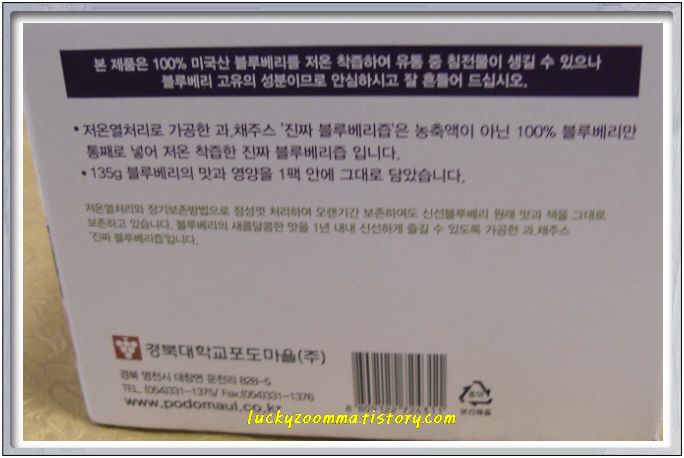 본 제품은 100% 미국산 블루베리를 저온 착즙하여 유통 중 침전물이 생길 수 있으나
블루베리 고유의 성분이므로 안심하시고 잘 흔들어 드십시오.
• 저온열처리로 가공한 과.채주스 '진짜 블루베리즙'은 농축액이 아닌 100% 블루베리만
통째로 넣어 저온 착즙한 진짜 블루베리즙 입니다.
• 135g 블루베리의 맛과 영양을 1팩 안에 그대로 담았습니다.
저온열처리와 장기보존방법으로 정성껏 처리하여 오랜기간 보존하여도 신선블루베리 원래 맛과 색을 그대로
보존하고 있습니다. 블루베리의 새콤달콤한 맛을 1년 내내 신선하게 즐길 수 있도록 가공한 과.채주스
'진짜 블루베리즙'입니다.
경북대학교포도마을(주)
경북 영천시 대창면 운천리 828-5
TEL. (054)331-1375/ Fax.(054)331-1376
www.podomaul.co.kr
종이
분리배출
luckyzoommatistory.com